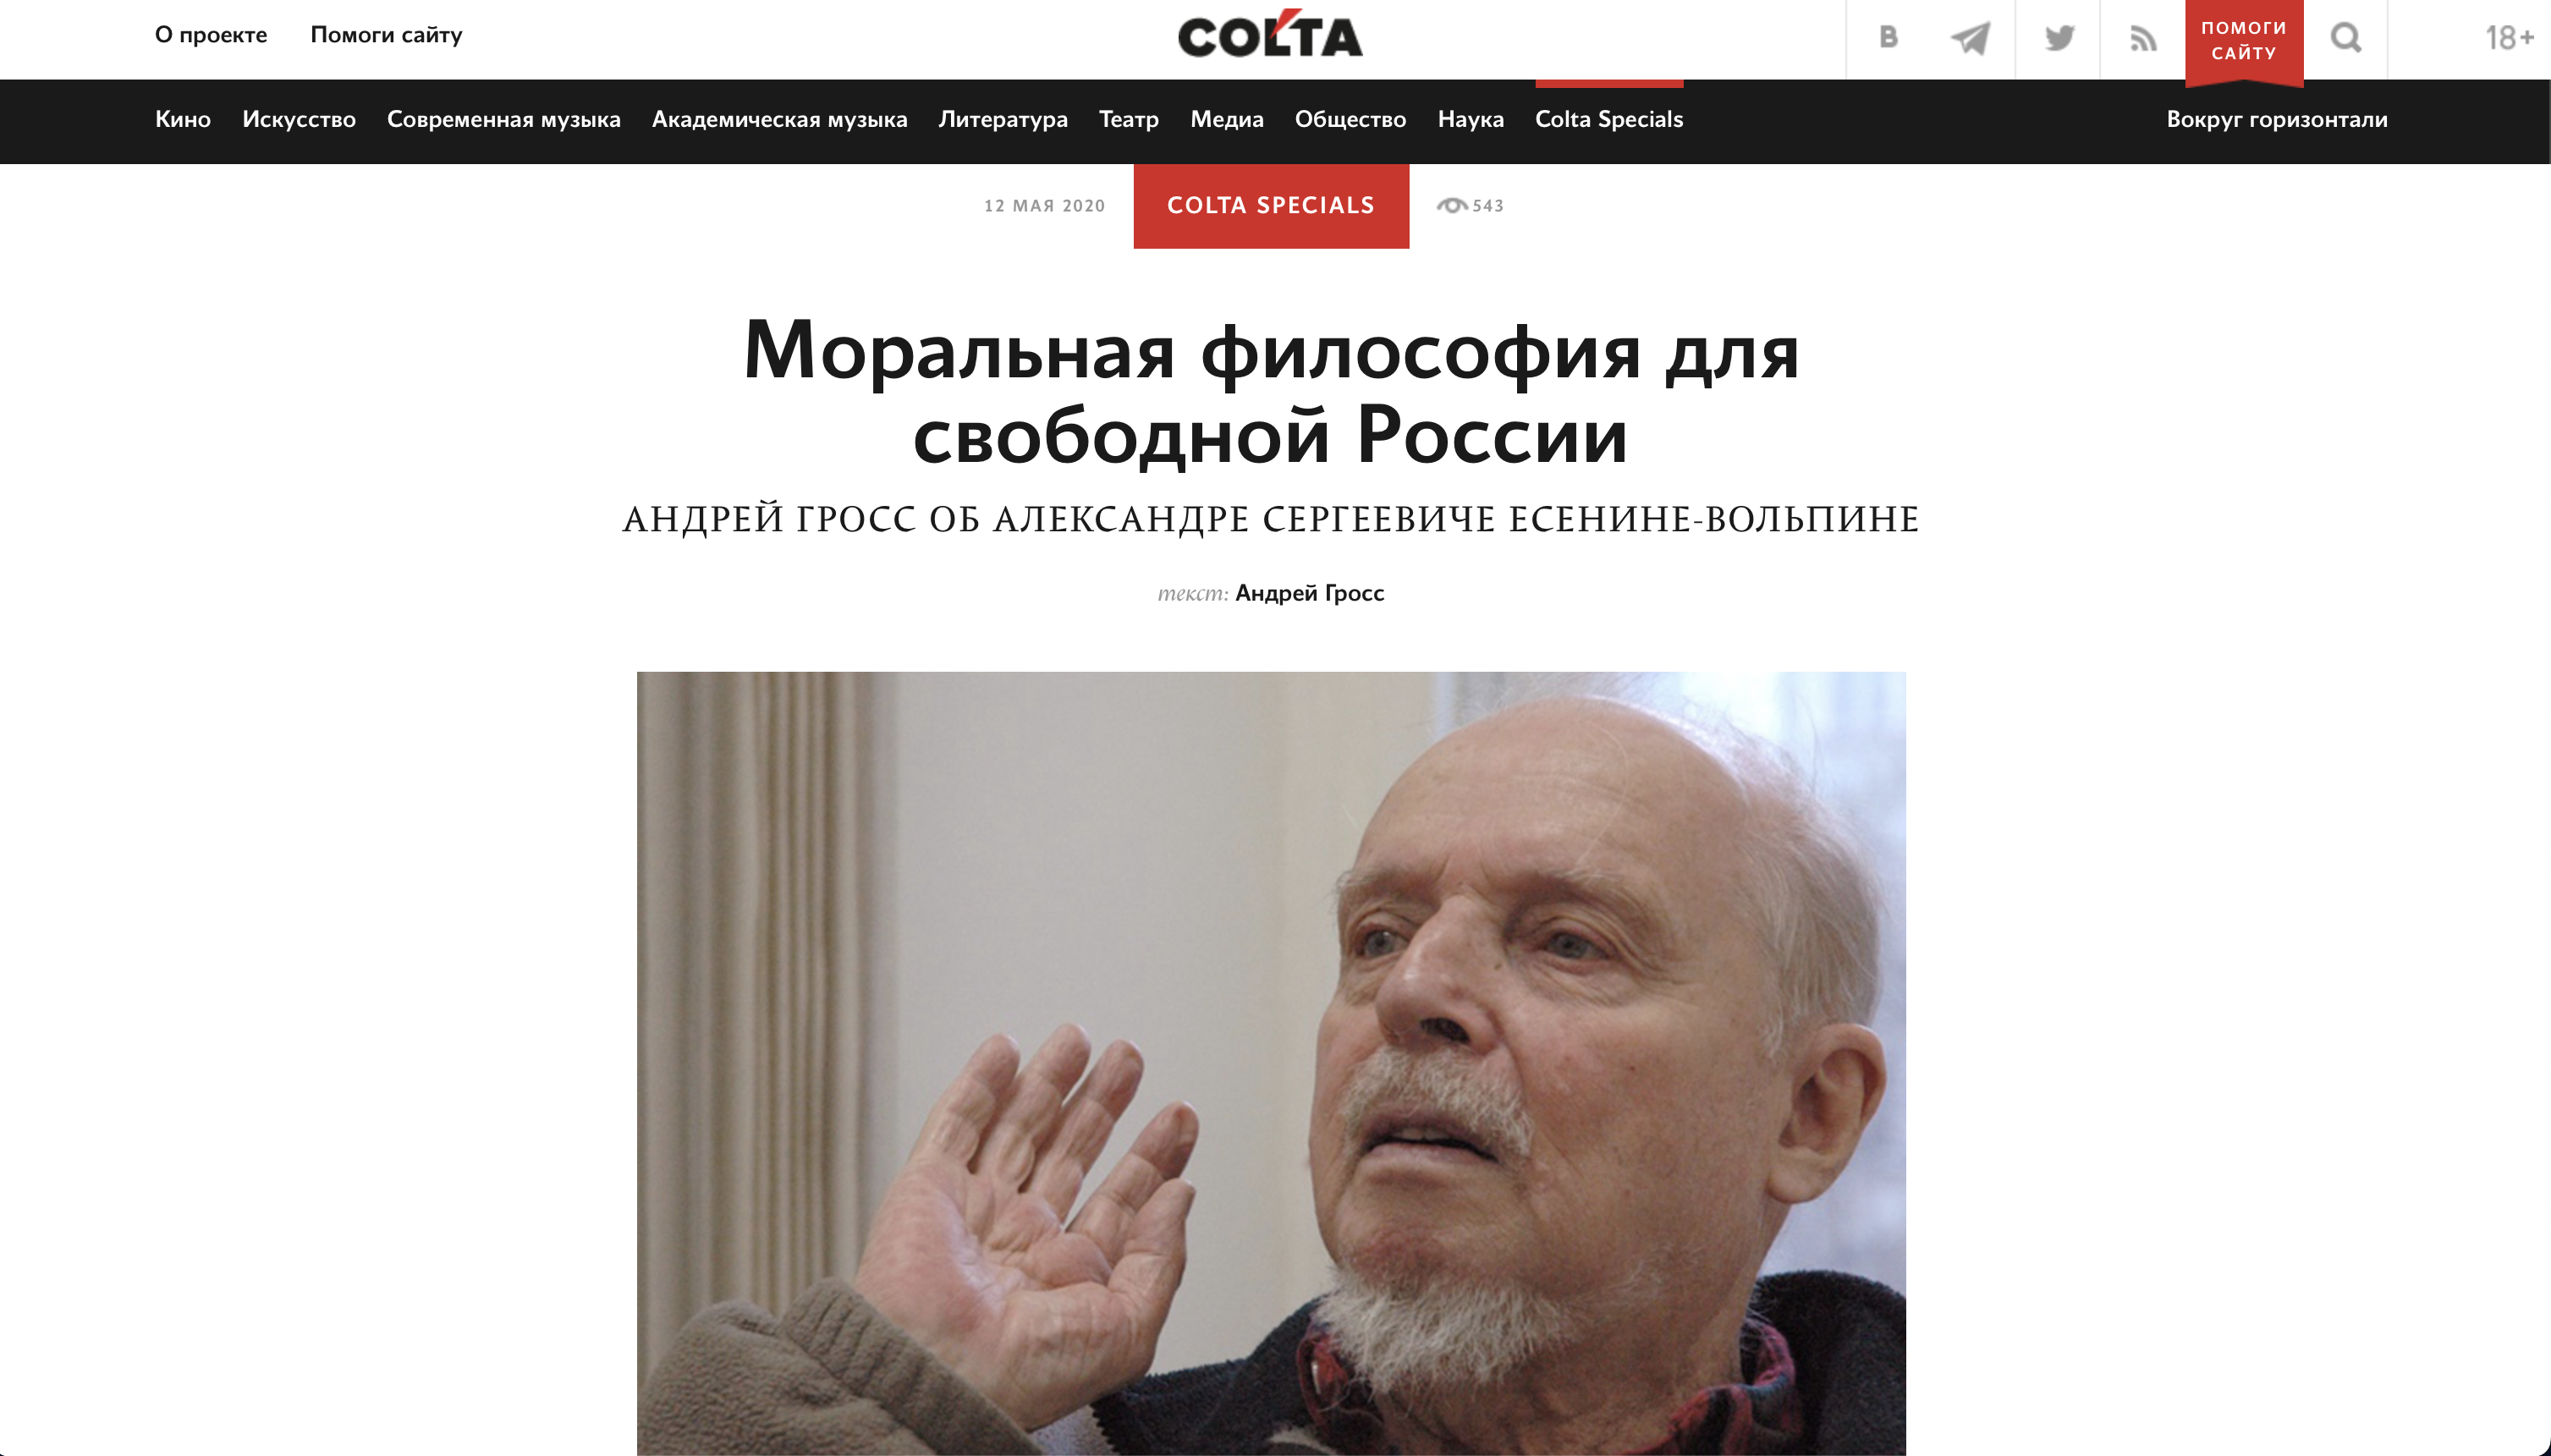 О проекте Помоги сайту COLTA В ПОМОГИ САЙТУ 18+
Кино Искусство Современная музыка Академическая музыка Литература Театр Медиа Общество Наука Colta Specials Вокруг горизонтали
12 МАЯ 2020 COLTA SPECIALS 543
Моральная философия для
свободной России
АНДРЕЙ ГРОСС ОБ АЛЕКСАНДРЕ СЕРГЕЕВИЧЕ ЕСЕНИНЕ-ВОЛЬПИНЕ
текст: Андрей Гросс